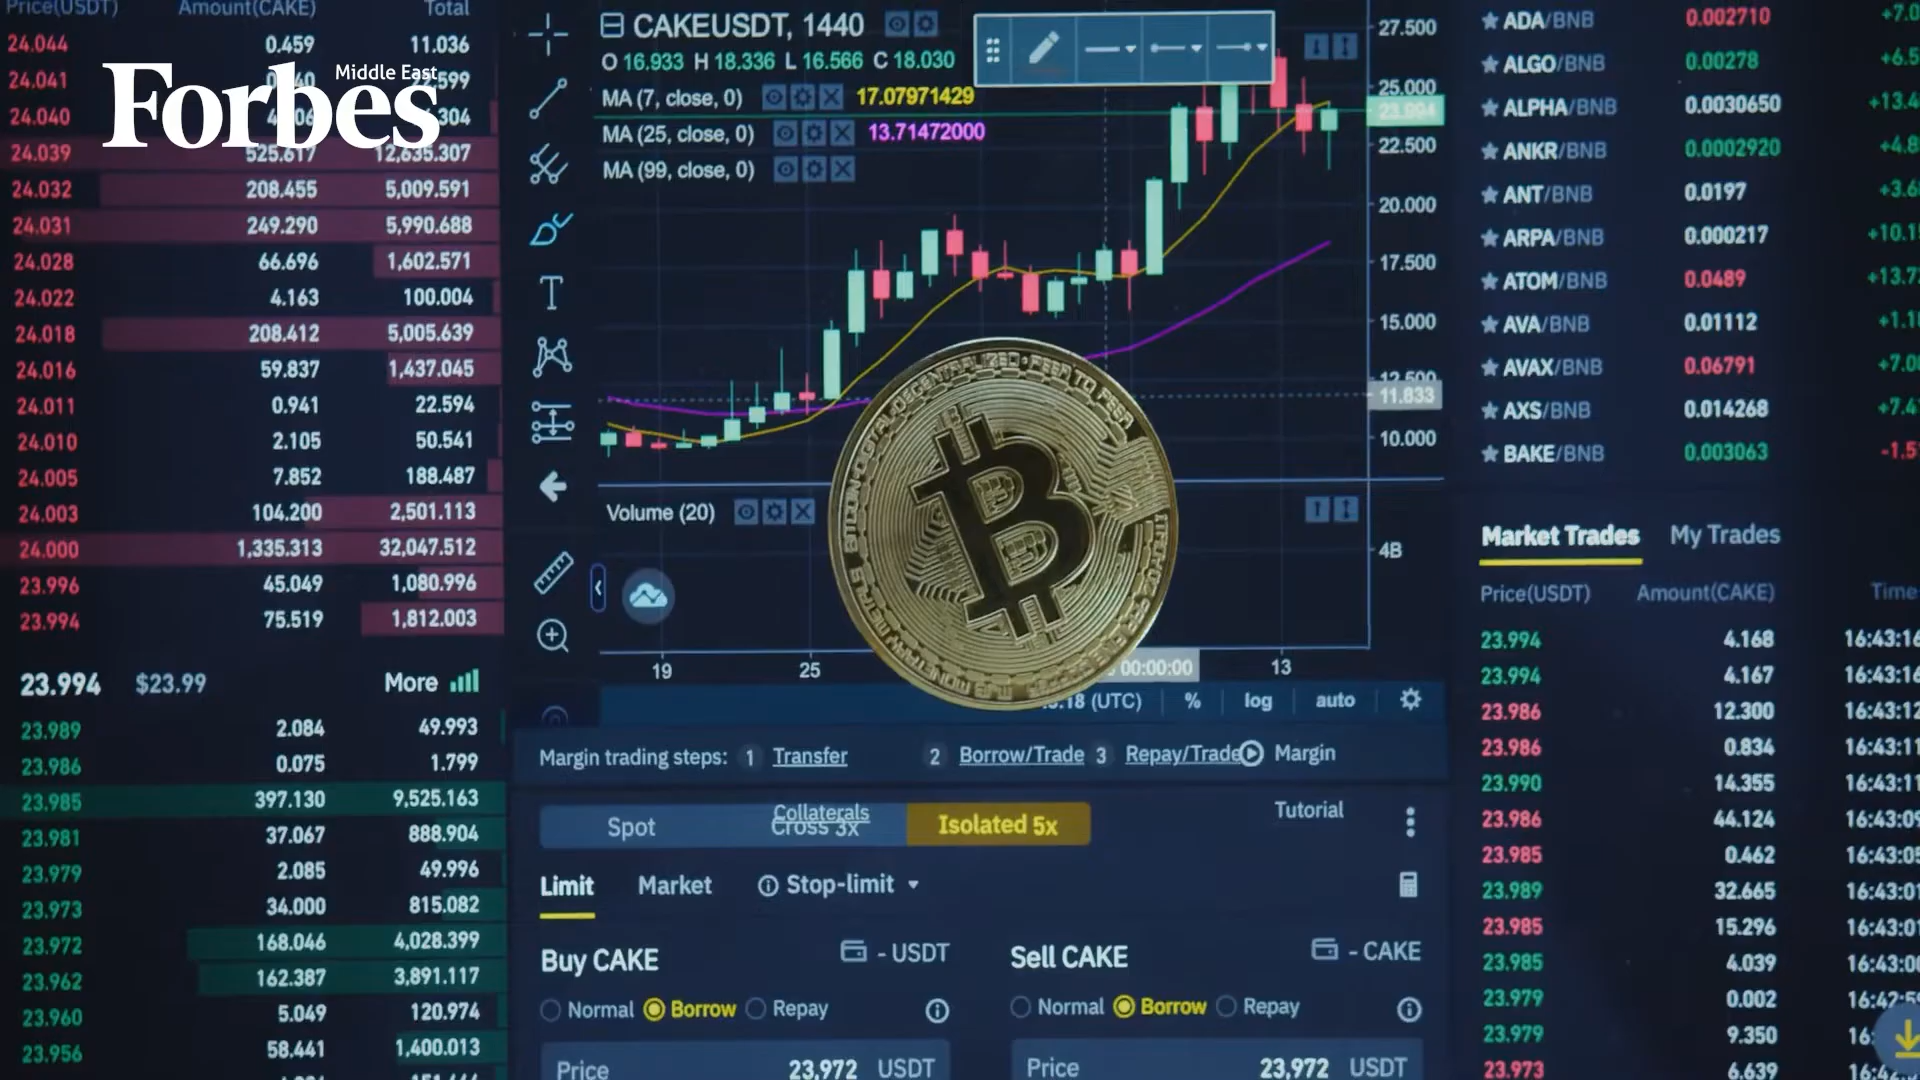 Price(USDT) Amount(CAKE) Total
24.044 0.459 11.036
24.041
24.040
Middle East
Forbes
24.039 525.617 12,635.307
24.032 208.455 5,009.591
24.031 249.290 5,990.688
24.028 66.696 1,602.571
24.022 4.163 100.004
24.018 208.412 5,005.639
24.016 59.837 1,437.045
24.011 0.941 22.594
24.010 2.105 50.541
24.005 7.852 188.487
24.003 104.200 2,501.113
24.000 1,335.313 32,047.512
23.996 45.049 1,080.996
23.994 75.519 1,812.003
23.994 $23.99 More
23.989 2.084 49.993
23.986 0.075 1.799
23.985 397.130 9,525.163
23.981 37.067 888.904
23.979 2.085 49.996
23.973 34.000 815.082
23.972 168.046 4,028.399
23.962 162.387 3,891.117
23.960 5.049 120.974
23.956 58.441 1,400.013
CAKEUSDT, 1440
O 16.933 H 18.336 L 16.566 C 18.030
MA (7, close, 0) 17.07971429
MA (25, close, 0) 13.71472000
MA (99, close, 0)
27.500
25.000
23.994
22.500
20.000
17.500
15.000
12.500
11.833
10.000
Volume (20)
4B
19 25 00:00:00 13
(UTC) % log auto
DECENTRALIZED • PEER TO PEER
Margin trading steps: 1 Transfer 2 Borrow/Trade 3 Repay/Trade Margin
Collaterals Tutorial
Spot Cross 3x Isolated 5x
Limit Market Stop-limit
Buy CAKE - USDT Sell CAKE - CAKE
Normal Borrow Repay Normal Borrow Repay
Price 23,972 USDT Price 23,972 USDT
ADA/BNB 0.002710
ALGO/BNB 0.00278
ALPHA/BNB 0.0030650
ANKR/BNB 0.0002920
ANT/BNB 0.0197
ARPA/BNB 0.000217
ATOM/BNB 0.0489
AVA/BNB 0.01112
AVAX/BNB 0.06791
AXS/BNB 0.014268
BAKE/BNB 0.003063
Market Trades My Trades
Price(USDT) Amount(CAKE) Time
23.994 4.168
23.994 4.167
23.986 12.300
23.986 0.834
23.990 14.355
23.986 44.124
23.985 0.462
23.989 32.665
23.985 15.296
23.985 4.039
23.979 0.002
23.979 9.350
23.973 6.639